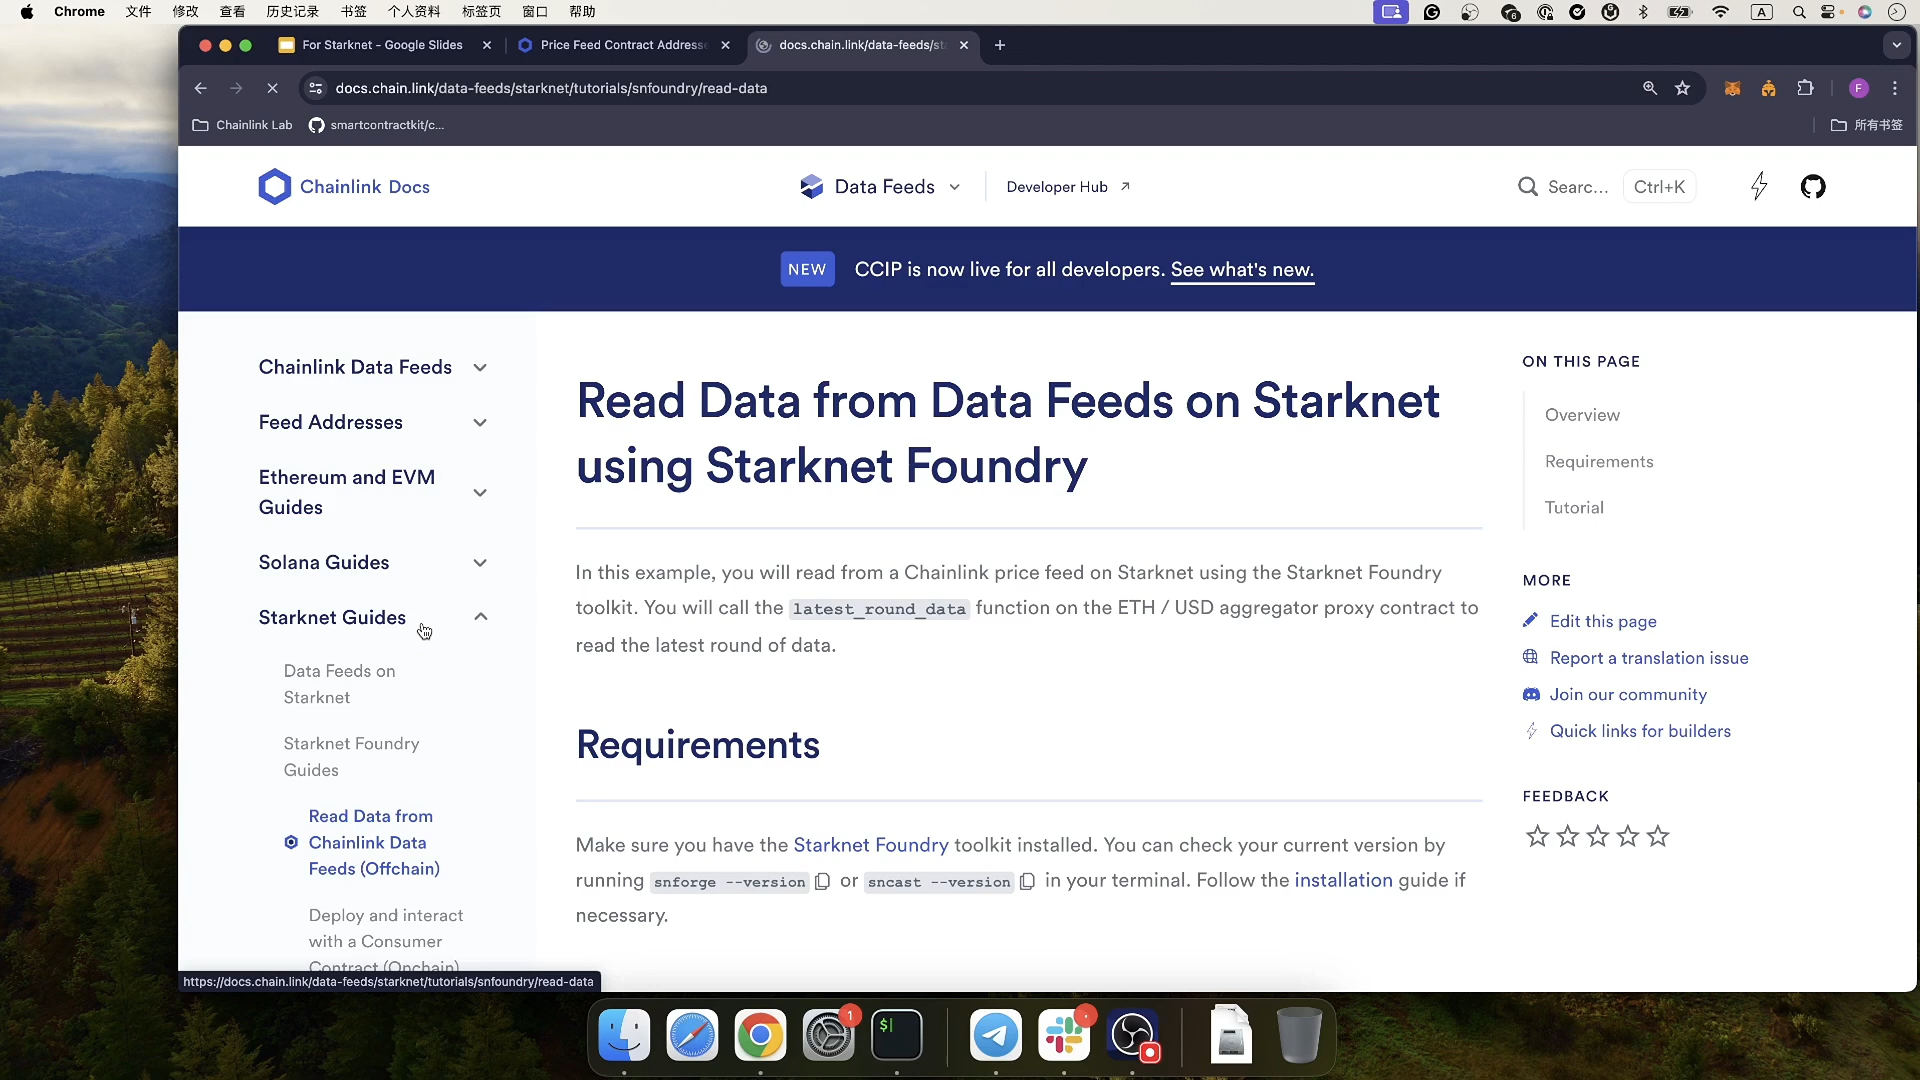 Chrome 文件 修改 查看 历史记录 书签 个人资料 标签页 窗口 帮助
For Starknet - Google Slides
Price Feed Contract Addresse
docs.chain.link/data-feeds/st
docs.chain.link/data-feeds/starknet/tutorials/snfoundry/read-data
F
Chainlink Lab
smartcontractkit/c...
所有书签
Chainlink Docs
Data Feeds
Developer Hub
Searc...
Ctrl+K
NEW
CCIP is now live for all developers. See what's new.
Chainlink Data Feeds
Feed Addresses
Ethereum and EVM
Guides
Solana Guides
Starknet Guides
Data Feeds on
Starknet
Starknet Foundry
Guides
Read Data from
Chainlink Data
Feeds (Offchain)
Deploy and interact
with a Consumer
Contract (Onchain)
Read Data from Data Feeds on Starknet
using Starknet Foundry
In this example, you will read from a Chainlink price feed on Starknet using the Starknet Foundry
toolkit. You will call the latest_round_data function on the ETH / USD aggregator proxy contract to
read the latest round of data.
Requirements
Make sure you have the Starknet Foundry toolkit installed. You can check your current version by
running snforge --version or sncast --version in your terminal. Follow the installation guide if
necessary.
ON THIS PAGE
Overview
Requirements
Tutorial
MORE
Edit this page
Report a translation issue
Join our community
Quick links for builders
FEEDBACK
https://docs.chain.link/data-feeds/starknet/tutorials/snfoundry/read-data
1
$